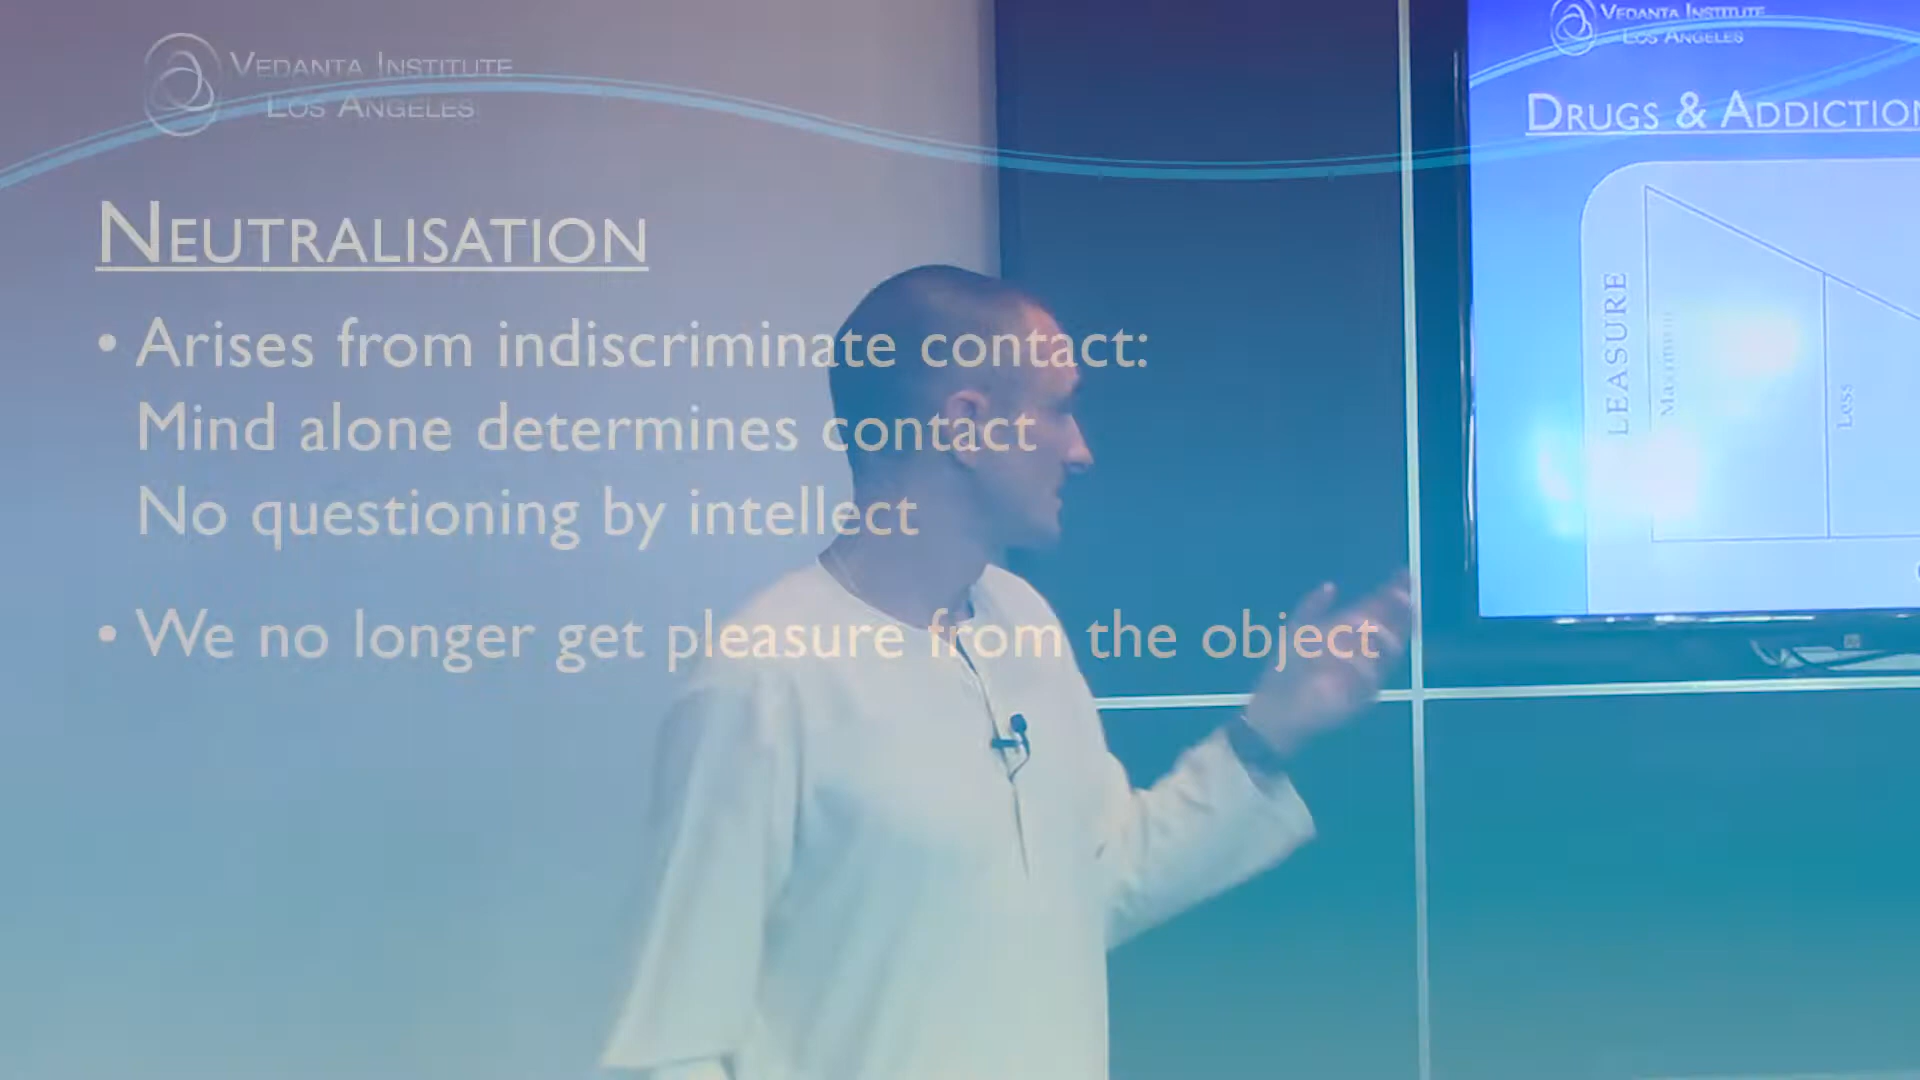 VEDANTA INSTITUTE
LOS ANGELES
NEUTRALISATION
• Arises from indiscriminate contact:
Mind alone determines contact
No questioning by intellect
• We no longer get pleasure from the object
VEDANTA INSTITUTE
LOS ANGELES
DRUGS & ADDICTION
LEASURE
Maximum
Less